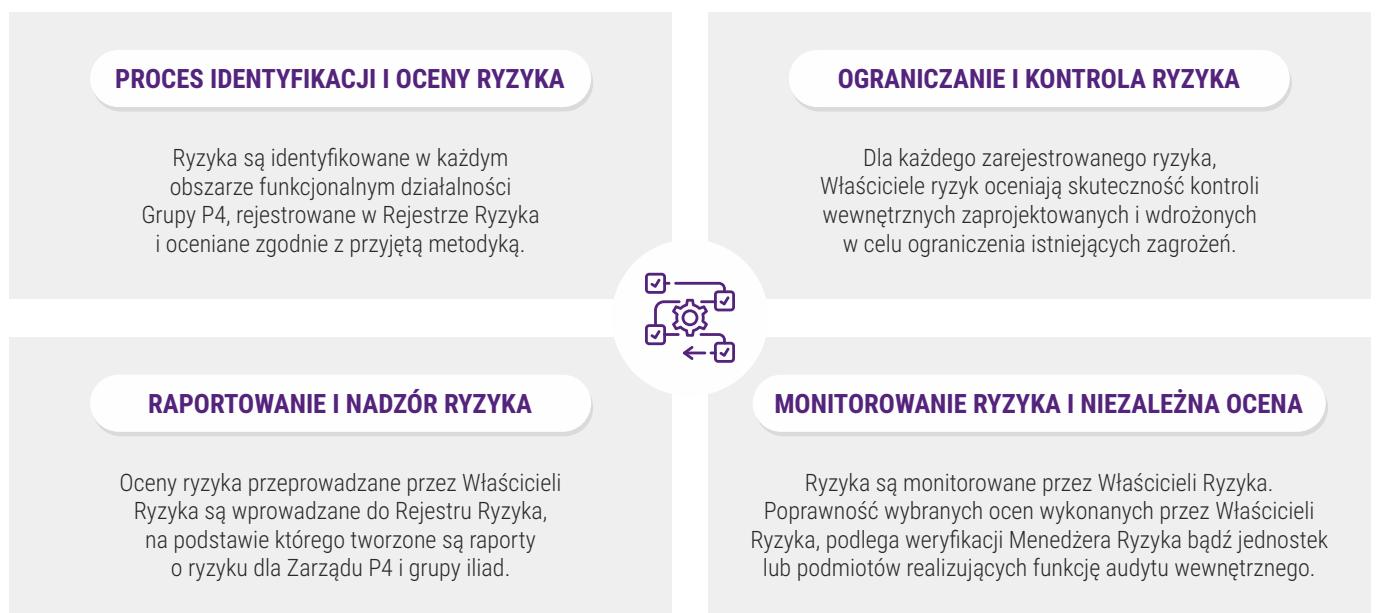 PROCES IDENTYFIKACJI I OCENY RYZYKA
Ryzyka są identyfikowane w każdym
obszarze funkcjonalnym działalności
Grupy P4, rejestrowane w Rejestrze Ryzyka
i oceniane zgodnie z przyjętą metodyką.
OGRANICZANIE I KONTROLA RYZYKA
Dla każdego zarejestrowanego ryzyka,
Właściciele ryzyk oceniają skuteczność kontroli
wewnętrznych zaprojektowanych i wdrożonych
w celu ograniczenia istniejących zagrożeń.
RAPORTOWANIE I NADZÓR RYZYKA
Oceny ryzyka przeprowadzane przez Właścicieli
Ryzyka są wprowadzane do Rejestru Ryzyka,
na podstawie którego tworzone są raporty
o ryzyku dla Zarządu P4 i grupy iliad.
MONITOROWANIE RYZYKA I NIEZALEŻNA OCENA
Ryzyka są monitorowane przez Właścicieli Ryzyka.
Poprawność wybranych ocen wykonanych przez Właścicieli
Ryzyka, podlega weryfikacji Menedżera Ryzyka bądź jednostek
lub podmiotów realizujących funkcję audytu wewnętrznego.